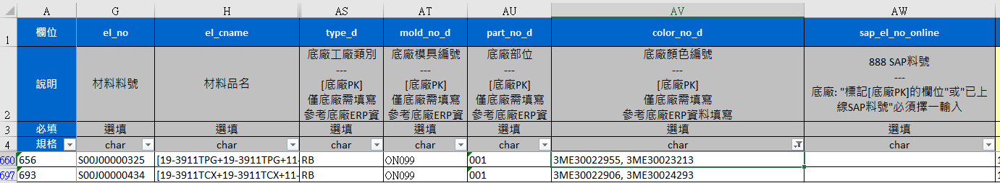 A G H AS AT AU AV AW
1 欄位 el_no el_cname type_d mold_no_d part_no_d color_no_d sap_el_no_online
2 說明 材料料號 材料品名
底廠工廠類別
---
[底廠PK]
僅底廠需填寫
參考底廠ERP資
底廠模具編號
---
[底廠PK]
僅底廠需填寫
參考底廠ERP資
底廠部位
---
[底廠PK]
僅底廠需填寫
參考底廠ERP資
底廠顏色編號
---
[底廠PK]
僅底廠需填寫
參考底廠ERP資料填寫
888 SAP料號
---
底廠: "標記[底廠PK]的欄位"或"已上
線SAP料號"必須擇一輸入
3 必填 選填 選填 選填 選填 選填 選填 選填
4 規格 char char char char char char char
660 656 S00J00000325 [19-3911TPG+19-3911TPG+11- RB ON099 001 3ME30022955, 3ME30023213
697 693 S00J00000434 [19-3911TCX+19-3911TCX+11- RB ON099 001 3ME30022906, 3ME30024293